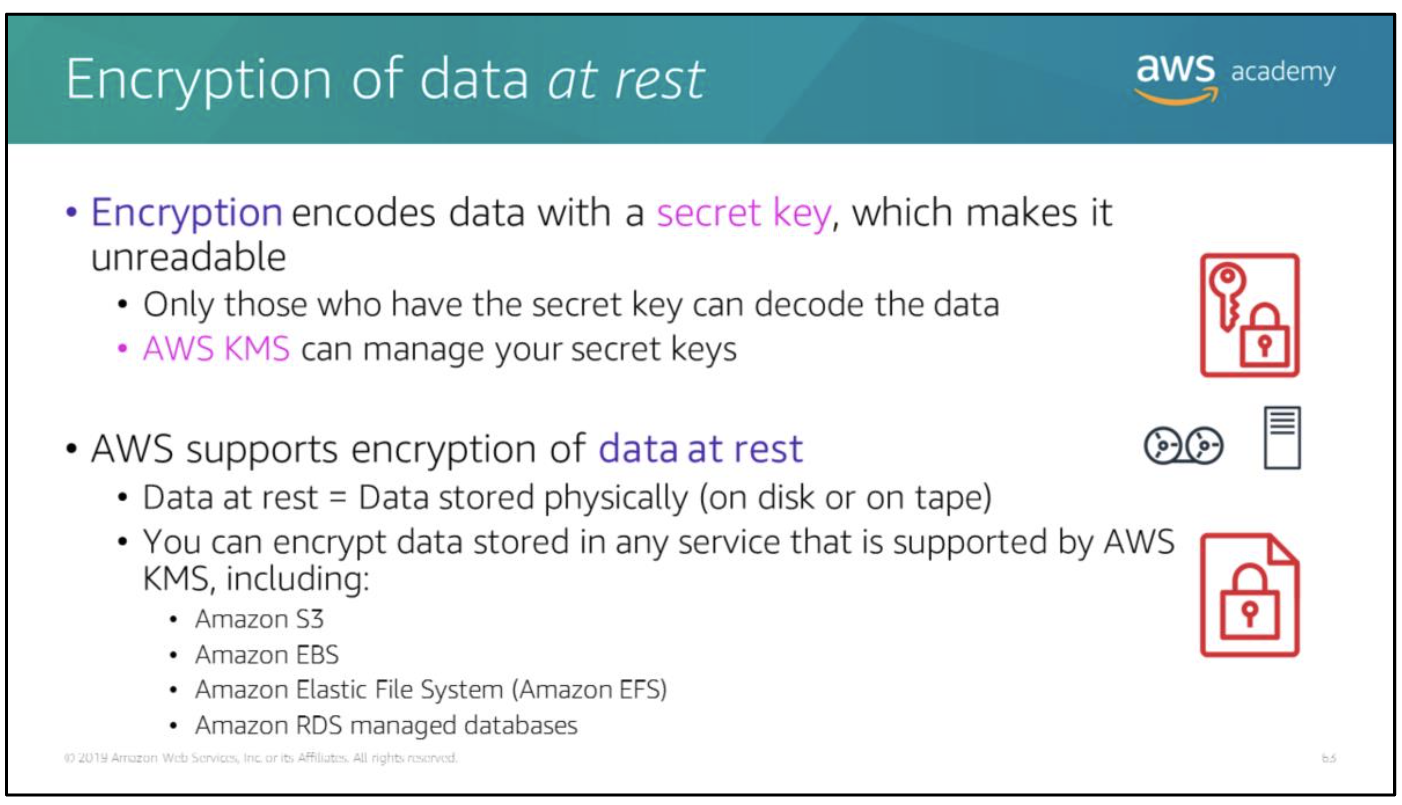 Encryption of data at rest
aws academy
• Encryption encodes data with a secret key, which makes it
unreadable
• Only those who have the secret key can decode the data
• AWS KMS can manage your secret keys
• AWS supports encryption of data at rest
• Data at rest = Data stored physically (on disk or on tape)
• You can encrypt data stored in any service that is supported by AWS
KMS, including:
• Amazon S3
• Amazon EBS
• Amazon Elastic File System (Amazon EFS)
• Amazon RDS managed databases
© 2019 Amazon Web Services, Inc. or its Affiliates. All rights reserved.
63